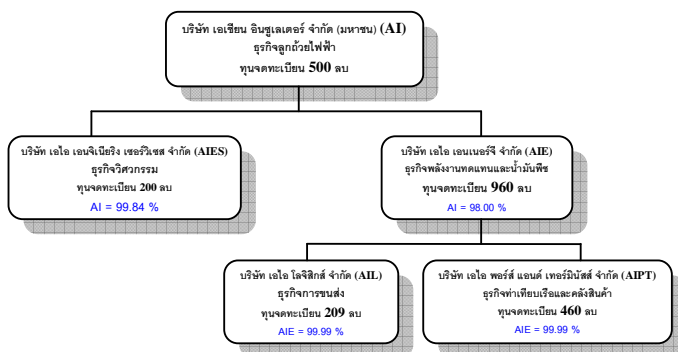 บริษัท เอเชียน อินซูเลเตอร์ จำกัด (มหาชน) (AI)
ธุรกิจลูกถ้วยไฟฟ้า
ทุนจดทะเบียน 500 ลบ
บริษัท เอไอ เอนจิเนียริง เซอร์วิเซส จำกัด (AIES)
ธุรกิจวิศวกรรม
ทุนจดทะเบียน 200 ลบ
AI = 99.84 %
บริษัท เอไอ เอนเนอร์จี จำกัด (AIE)
ธุรกิจพลังงานทดแทนและน้ำมันพืช
ทุนจดทะเบียน 960 ลบ
AI = 98.00 %
บริษัท เอไอ โลจิสิกส์ จำกัด (AIL)
ธุรกิจการขนส่ง
ทุนจดทะเบียน 209 ลบ
AIE = 99.99 %
บริษัท เอไอ พอร์ส แอนด์ เทอร์มินัสส์ จำกัด (AIPT)
ธุรกิจท่าเทียบเรือและคลังสินค้า
ทุนจดทะเบียน 460 ลบ
AIE = 99.99 %